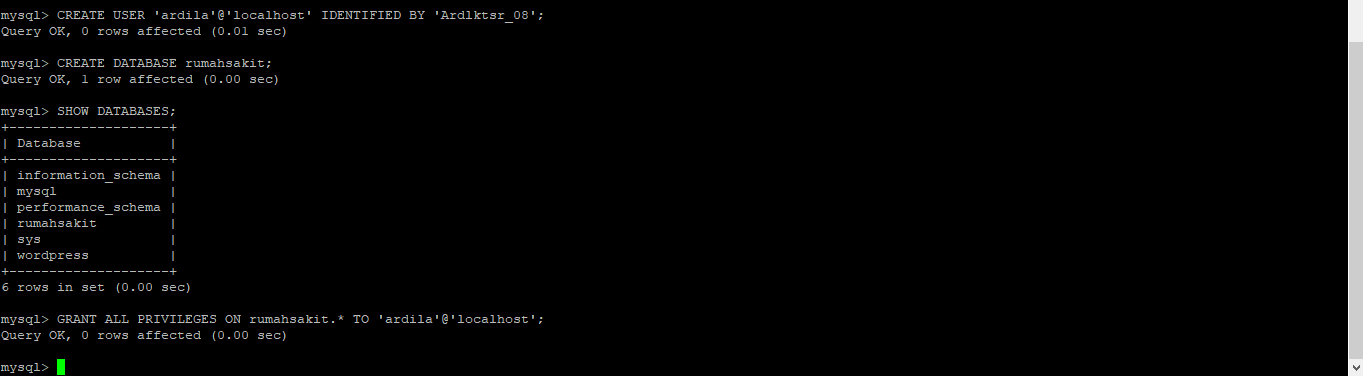 mysql> CREATE USER 'ardila'@'localhost' IDENTIFIED BY 'Ardlktsr_08';
Query OK, 0 rows affected (0.01 sec)
mysql> CREATE DATABASE rumahsakit;
Query OK, 1 row affected (0.00 sec)
mysql> SHOW DATABASES;
+--------------------+
| Database           |
+--------------------+
| information_schema |
| mysql              |
| performance_schema |
| rumahsakit         |
| sys                |
| wordpress          |
+--------------------+
6 rows in set (0.00 sec)
mysql> GRANT ALL PRIVILEGES ON rumahsakit.* TO 'ardila'@'localhost';
Query OK, 0 rows affected (0.00 sec)
mysql>